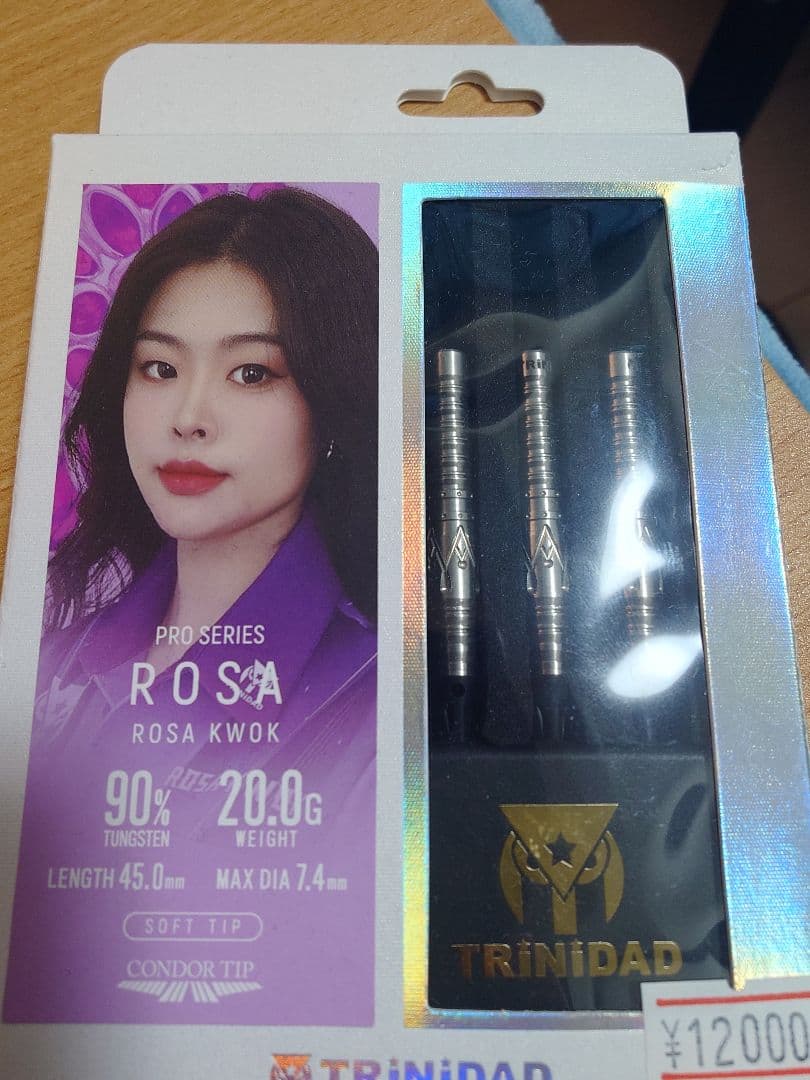 PRO SERIES
ROSA
ROSA KWOK
90%
TUNGSTEN
20.0G
WEIGHT
LENGTH 45.0mm
MAX DIA 7.4mm
SOFT TIP
CONDOR TIP
TRiNiDAD
TRiNiDAD
¥12000